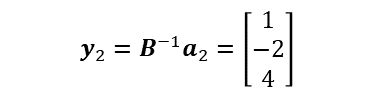 y₂ = B⁻¹a₂ = [1
-2
4]